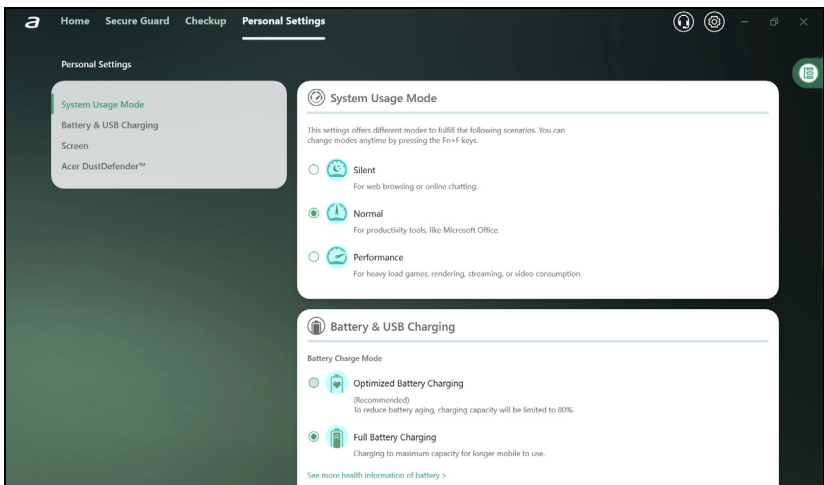 Home Secure Guard Checkup Personal Settings
Personal Settings
System Usage Mode
Battery & USB Charging
Screen
Acer DustDefender™
System Usage Mode
This settings offers different modes to fulfill the following scenarios. You can
change modes anytime by pressing the Fn+F keys.
Silent
For web browsing or online chatting.
Normal
For productivity tools, like Microsoft Office.
Performance
For heavy load games, rendering, streaming, or video consumption.
Battery & USB Charging
Battery Charge Mode
Optimized Battery Charging
(Recommended)
To reduce battery aging, charging capacity will be limited to 80%.
Full Battery Charging
Charging to maximum capacity for longer mobile to use.
See more health information of battery >